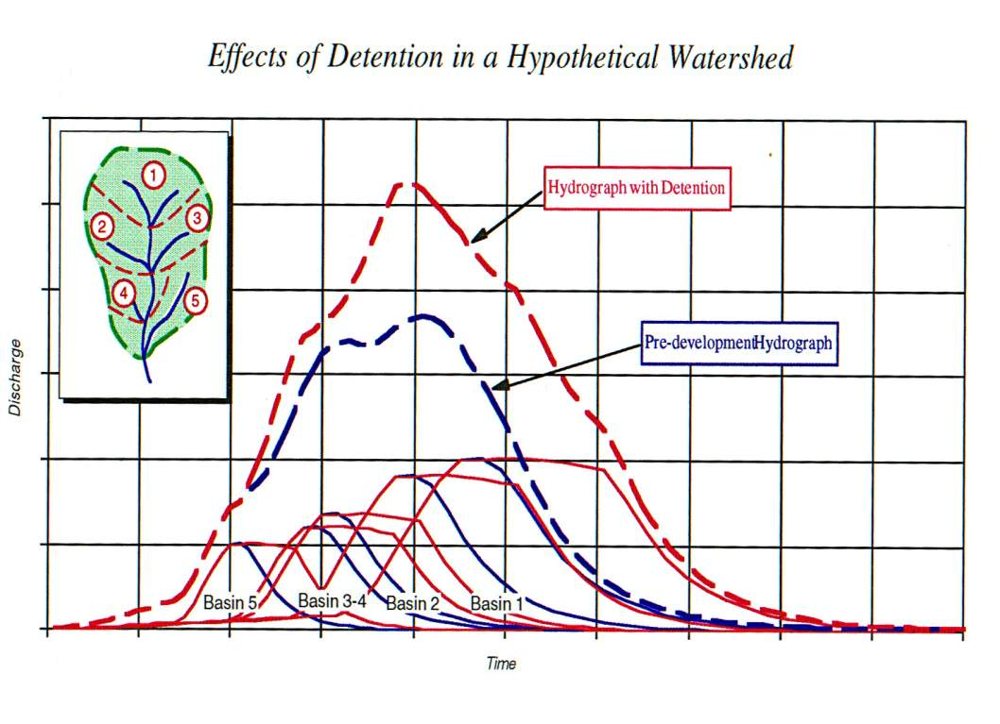 Effects of Detention in a Hypothetical Watershed
1
2
3
4
5
Hydrograph with Detention
Pre-developmentHydrograph
Discharge
Basin 5
Basin 3-4
Basin 2
Basin 1
Time